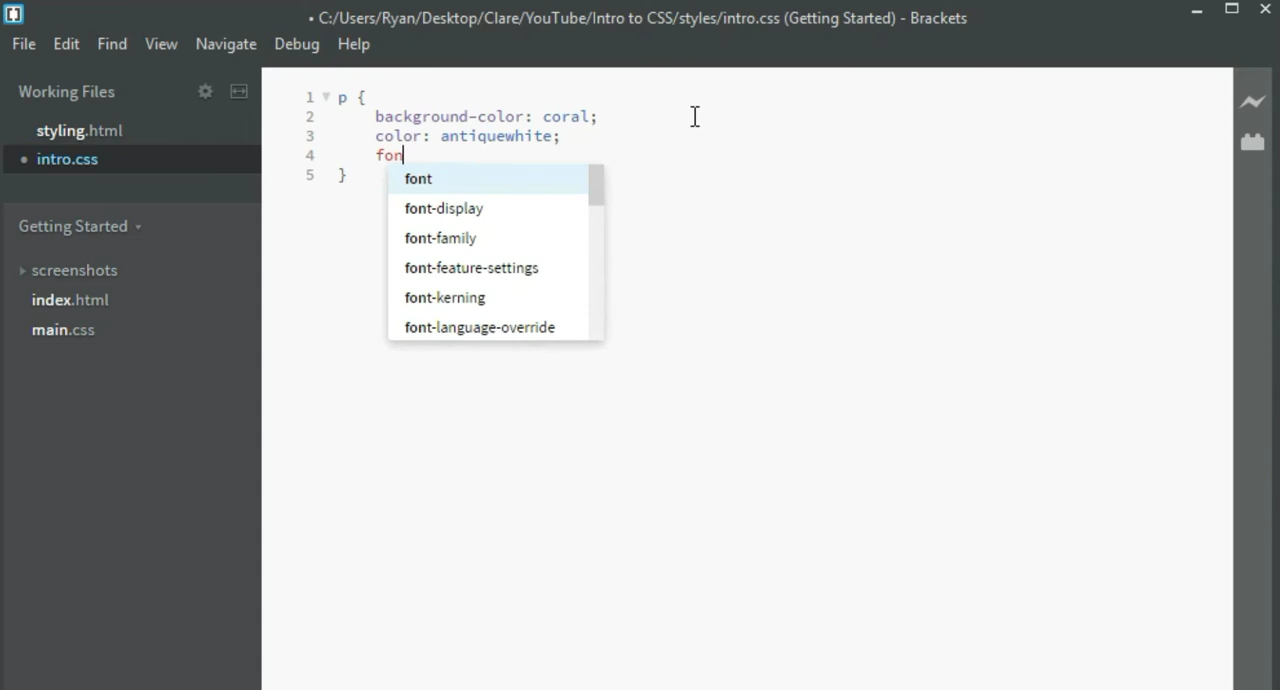 • C:/Users/Ryan/Desktop/Clare/YouTube/Intro to CSS/styles/intro.css (Getting Started) - Brackets
File Edit Find View Navigate Debug Help
Working Files
styling.html
• intro.css
Getting Started
screenshots
index.html
main.css
1 p {
2 background-color: coral;
3 color: antiquewhite;
4 fon
5 }
font
font-display
font-family
font-feature-settings
font-kerning
font-language-override